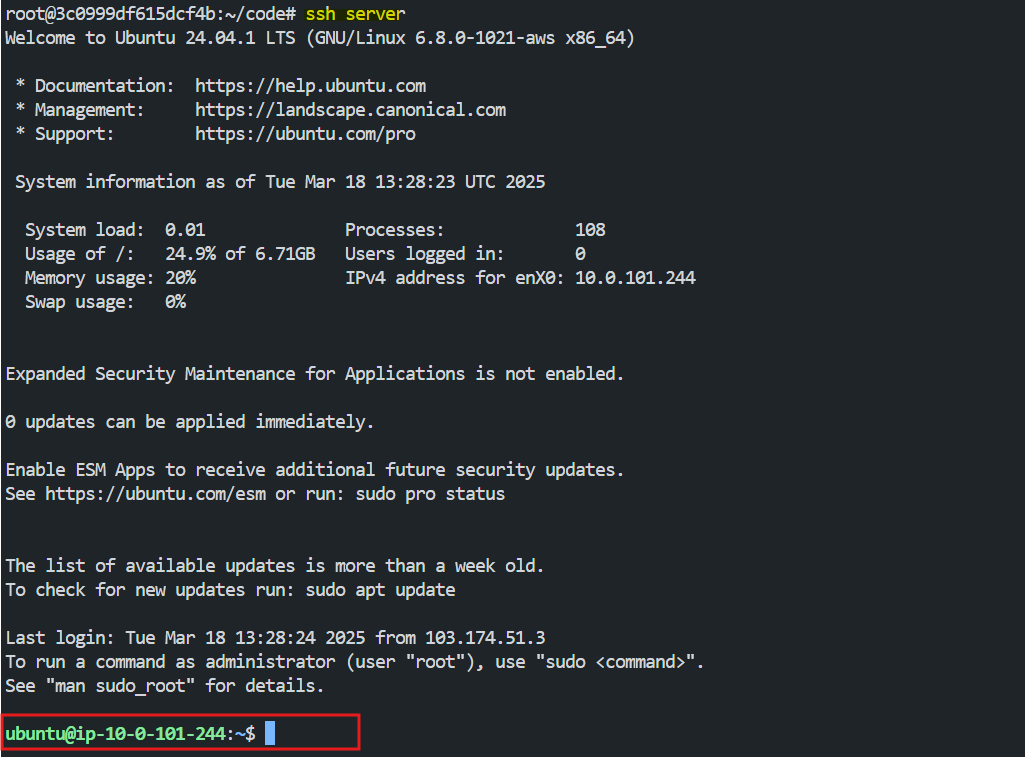 root@3c0999df615dcf4b:~/code# ssh server
Welcome to Ubuntu 24.04.1 LTS (GNU/Linux 6.8.0-1021-aws x86_64)
* Documentation: https://help.ubuntu.com
* Management: https://landscape.canonical.com
* Support: https://ubuntu.com/pro
System information as of Tue Mar 18 13:28:23 UTC 2025
System load: 0.01 Processes: 108
Usage of /: 24.9% of 6.71GB Users logged in: 0
Memory usage: 20% IPv4 address for enX0: 10.0.101.244
Swap usage: 0%
Expanded Security Maintenance for Applications is not enabled.
0 updates can be applied immediately.
Enable ESM Apps to receive additional future security updates.
See https://ubuntu.com/esm or run: sudo pro status
The list of available updates is more than a week old.
To check for new updates run: sudo apt update
Last login: Tue Mar 18 13:28:24 2025 from 103.174.51.3
To run a command as administrator (user "root"), use "sudo <command>".
See "man sudo_root" for details.
ubuntu@ip-10-0-101-244:~$